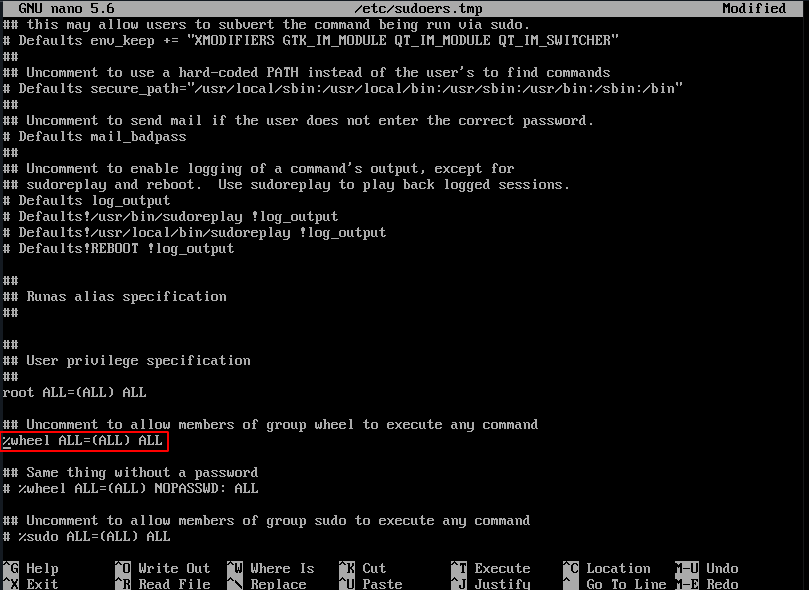 GNU nano 5.6 /etc/sudoers.tmp Modified
## this may allow users to subvert the command being run via sudo.
# Defaults env_keep += "XMODIFIERS GTK_IM_MODULE QT_IM_MODULE QT_IM_SWITCHER"
##
## Uncomment to use a hard-coded PATH instead of the user's to find commands
# Defaults secure_path="/usr/local/sbin:/usr/local/bin:/usr/sbin:/usr/bin:/sbin:/bin"
##
## Uncomment to send mail if the user does not enter the correct password.
# Defaults mail_badpass
##
## Uncomment to enable logging of a command's output, except for
## sudoreplay and reboot.  Use sudoreplay to play back logged sessions.
# Defaults log_output
# Defaults!/usr/bin/sudoreplay !log_output
# Defaults!/usr/local/bin/sudoreplay !log_output
# Defaults!REBOOT !log_output
##
## Runas alias specification
##
##
## User privilege specification
##
root ALL=(ALL) ALL
## Uncomment to allow members of group wheel to execute any command
%wheel ALL=(ALL) ALL
## Same thing without a password
# %wheel ALL=(ALL) NOPASSWD: ALL
## Uncomment to allow members of group sudo to execute any command
# %sudo ALL=(ALL) ALL
^G Help ^O Write Out ^W Where Is ^K Cut ^T Execute ^C Location M-U Undo
^X Exit ^R Read File ^\ Replace ^U Paste ^J Justify ^_ Go To Line M-E Redo